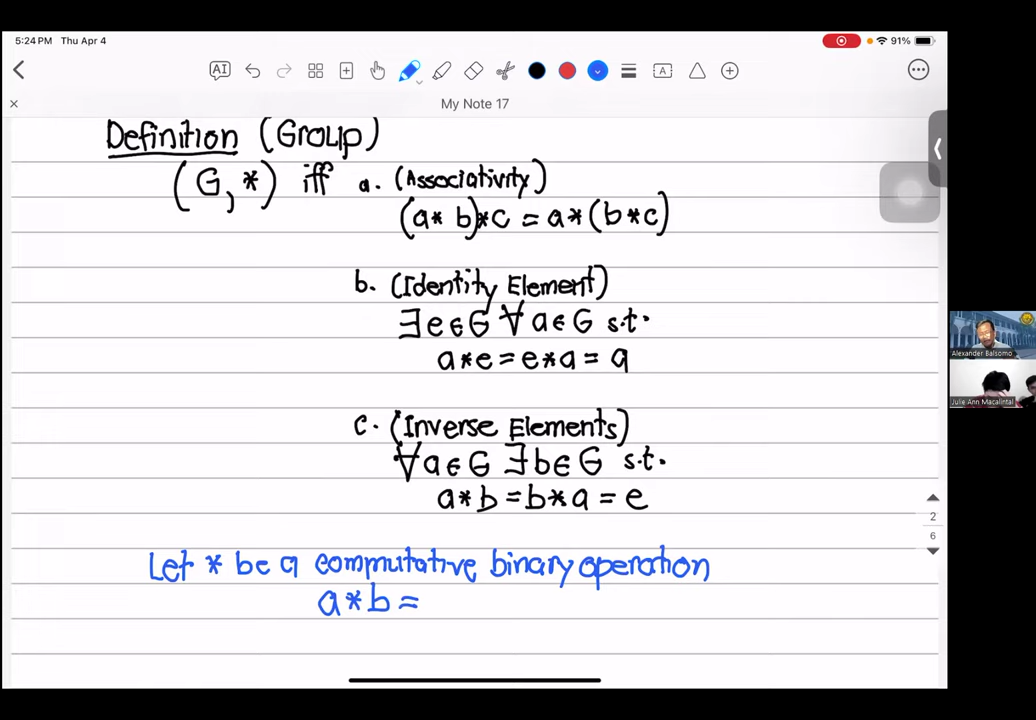 5:24 PM Thu Apr 4
91%
AI
A
My Note 17
Definition (Group)
(G, *) iff a. (Associativity)
(a * b) * c = a * (b * c)
b. (Identity Element)
∃ e ∈ G ∀ a ∈ G s.t.
a * e = e * a = a
c. (Inverse Elements)
∀ a ∈ G ∃ b ∈ G s.t.
a * b = b * a = e
Let * be a commutative binary operation
a * b =
2
6
Alexander Balsomo
Julie Ann Macalintal